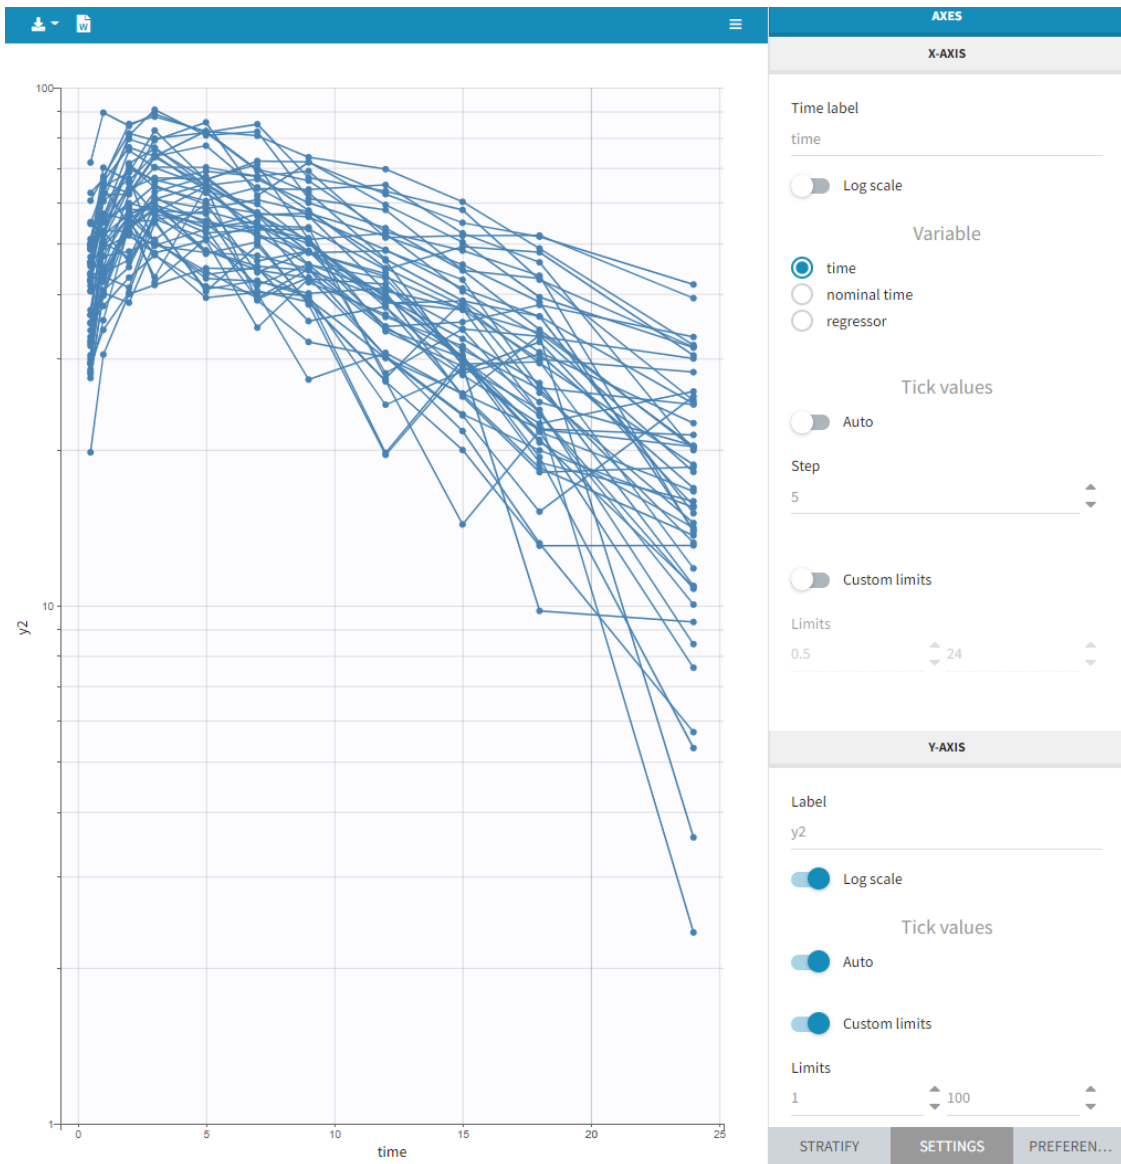 W
AXES
X-AXIS
Time label
time
Log scale
Variable
time
nominal time
regressor
Tick values
Auto
Step
5
Custom limits
Limits
0.5 24
Y-AXIS
Label
y2
Log scale
Tick values
Auto
Custom limits
Limits
1 100
STRATIFY SETTINGS PREFEREN...
100
10
1
y2
0 5 10 15 20 25
time